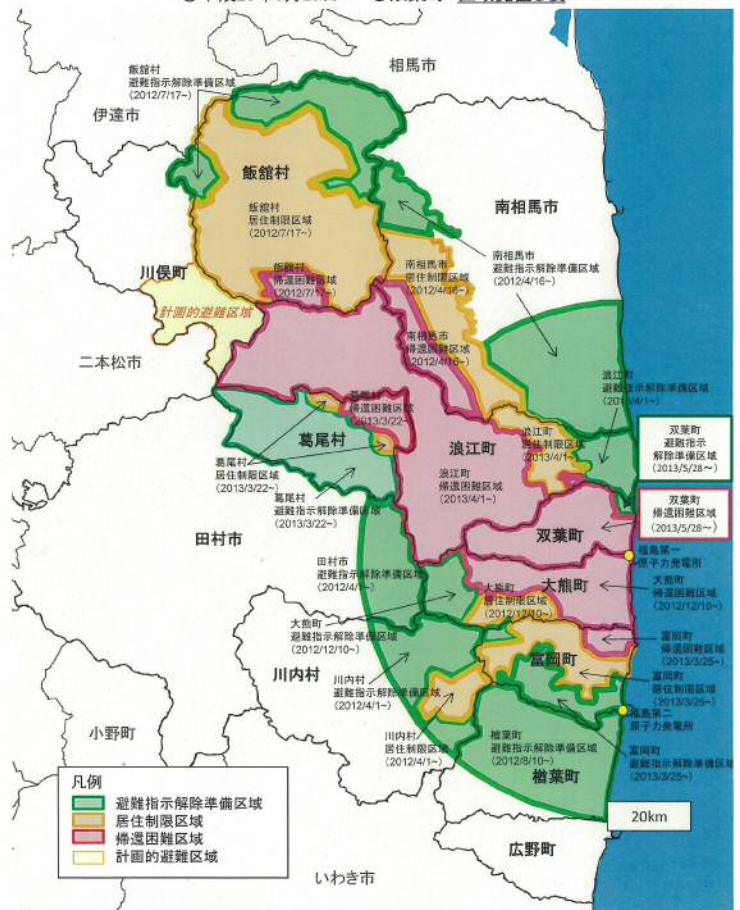 相馬市
飯舘村
避難指示解除準備区域
(2012/7/17~)
伊達市
飯舘村
飯舘村
居住制限区域
(2012/7/17~)
南相馬市
川俣町
飯舘村
帰還困難区域
(2012/7/17~)
南相馬市
居住制限区域
(2012/4/16~)
南相馬市
避難指示解除準備区域
(2012/4/16~)
計画的避難区域
南相馬市
帰還困難区域
(2012/4/16~)
二本松市
浪江町
避難指示解除準備区域
(2013/4/1~)
葛尾村
帰還困難区域
(2013/3/22~)
葛尾村
浪江町
浪江町
居住制限区域
(2013/4/1~)
双葉町
避難指示
解除準備区域
(2013/5/28~)
葛尾村
居住制限区域
(2013/3/22~)
浪江町
帰還困難区域
(2013/4/1~)
葛尾村
避難指示解除準備区域
(2013/3/22~)
双葉町
帰還困難区域
(2013/5/28~)
田村市
双葉町
福島第一
原子力発電所
田村市
避難指示解除準備区域
(2012/4/1~)
大熊町
大熊町
帰還困難区域
(2012/12/10~)
大熊町
居住制限区域
(2012/12/10~)
大熊町
避難指示解除準備区域
(2012/12/10~)
富岡町
帰還困難区域
(2013/3/25~)
川内村
富岡町
川内村
避難指示解除準備区域
(2012/4/1~)
富岡町
居住制限区域
(2013/3/25~)
福島第二
原子力発電所
小野町
川内村
居住制限区域
(2012/4/1~)
楢葉町
避難指示解除準備区域
(2012/8/10~)
富岡町
避難指示解除準備区域
(2013/3/25~)
楢葉町
凡例
避難指示解除準備区域
居住制限区域
帰還困難区域
計画的避難区域
20km
広野町
いわき市